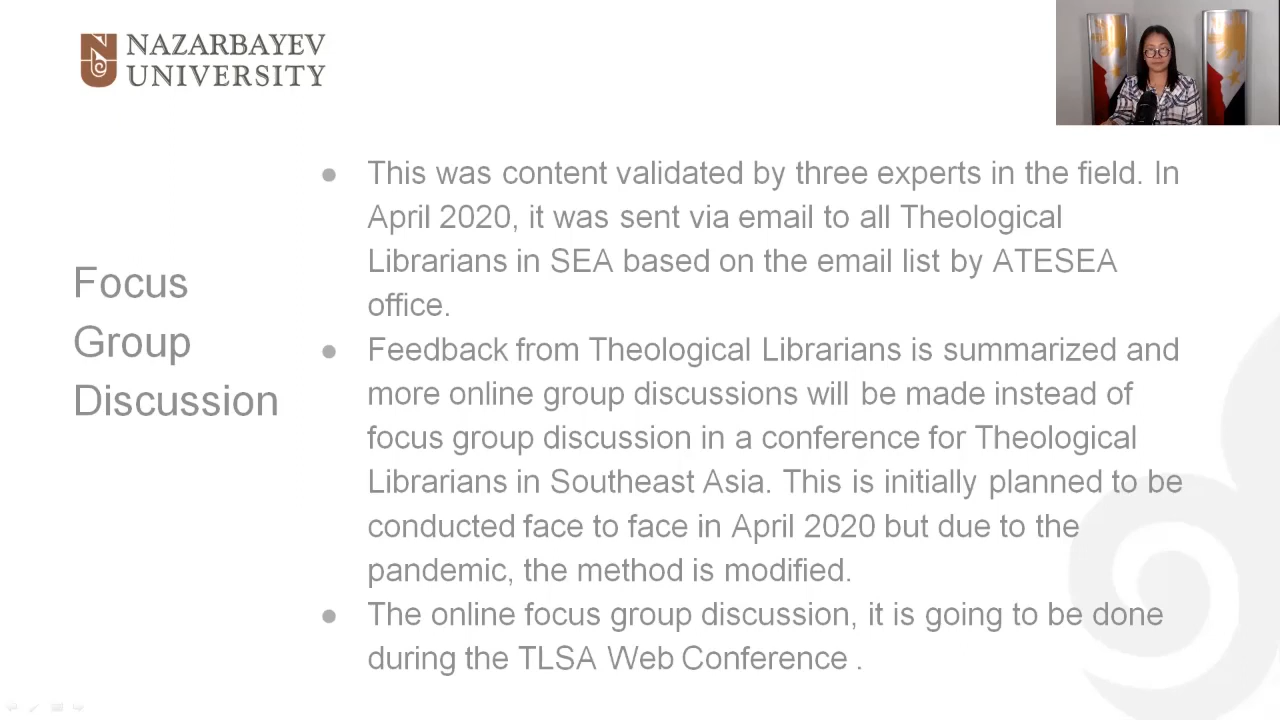 NAZARBAYEV
UNIVERSITY
Focus
Group
Discussion
● This was content validated by three experts in the field. In
April 2020, it was sent via email to all Theological
Librarians in SEA based on the email list by ATESEA
office.
● Feedback from Theological Librarians is summarized and
more online group discussions will be made instead of
focus group discussion in a conference for Theological
Librarians in Southeast Asia. This is initially planned to be
conducted face to face in April 2020 but due to the
pandemic, the method is modified.
● The online focus group discussion, it is going to be done
during the TLSA Web Conference .